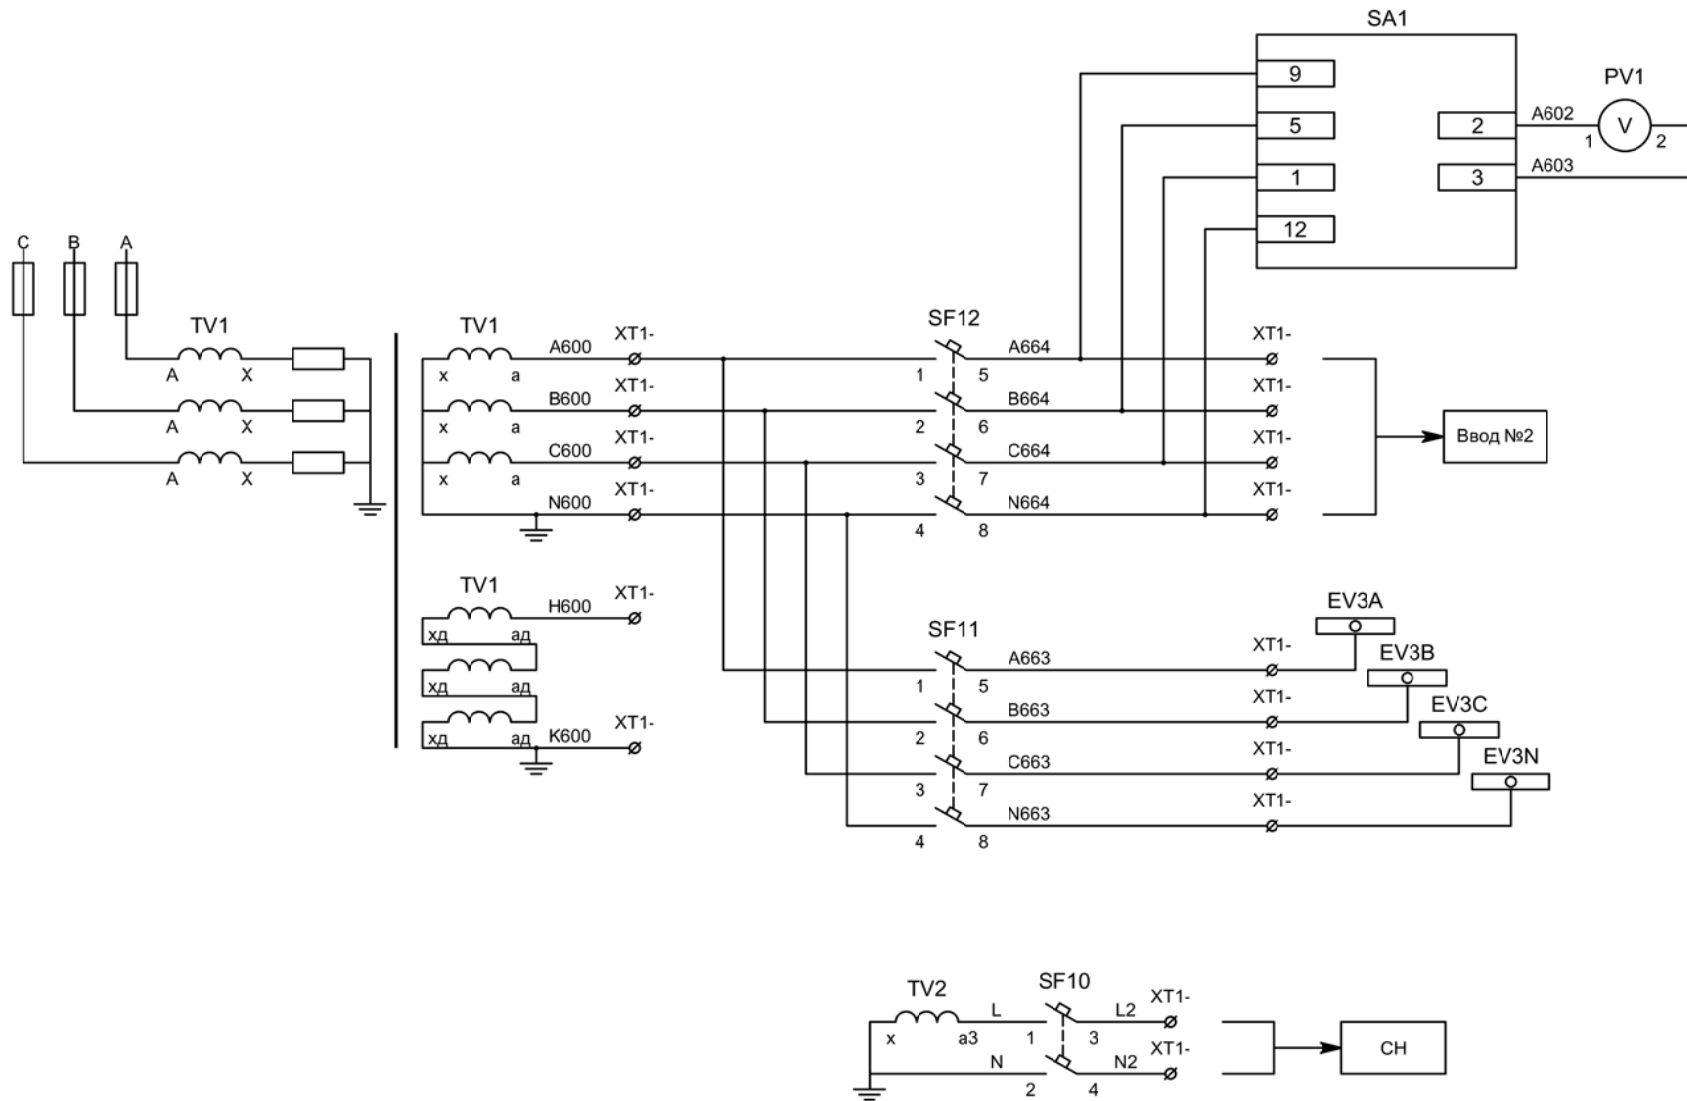 SA1
9
PV1
5
2
A602
V
1
2
1
3
A603
12
C
B
A
TV1
TV1
XT1-
SF12
XT1-
A600
A664
A
X
x
a
1
5
XT1-
XT1-
B600
B664
A
X
x
a
2
6
Ввод №2
XT1-
XT1-
C600
C664
A
X
x
a
3
7
XT1-
XT1-
N600
N664
4
8
TV1
XT1-
H600
EV3A
хд
ад
SF11
XT1-
A663
EV3B
хд
ад
1
5
XT1-
B663
EV3C
XT1-
K600
хд
ад
2
6
XT1-
C663
EV3N
3
7
XT1-
N663
4
8
TV2
SF10
XT1-
L
L2
x
a3
1
3
XT1-
CH
N
N2
2
4